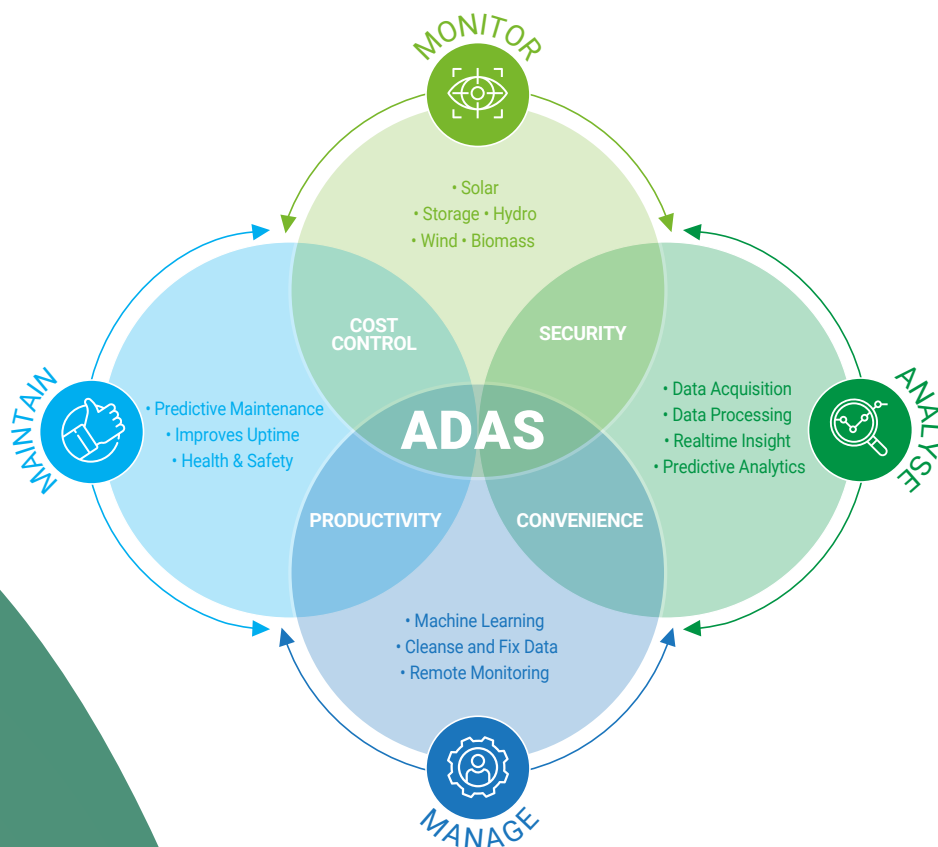 MONITOR
• Solar
• Storage • Hydro
• Wind • Biomass
COST
CONTROL
SECURITY
MAINTAIN
• Predictive Maintenance
• Improves Uptime
• Health & Safety
ADAS
• Data Acquisition
• Data Processing
• Realtime Insight
• Predictive Analytics
ANALYSE
PRODUCTIVITY
CONVENIENCE
• Machine Learning
• Cleanse and Fix Data
• Remote Monitoring
MANAGE